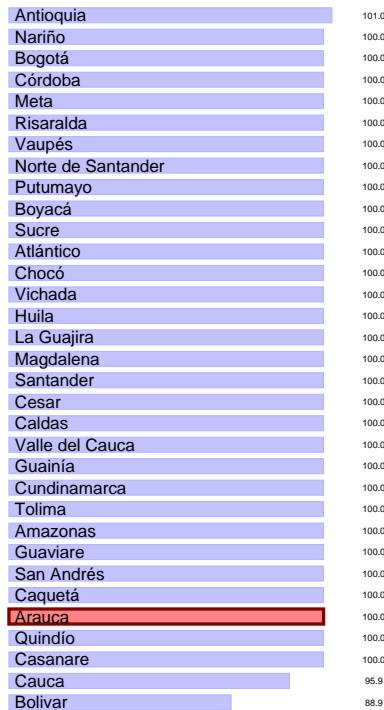 Antioquia 101.0
Nariño 100.0
Bogotá 100.0
Córdoba 100.0
Meta 100.0
Risaralda 100.0
Vaupés 100.0
Norte de Santander 100.0
Putumayo 100.0
Boyacá 100.0
Sucre 100.0
Atlántico 100.0
Chocó 100.0
Vichada 100.0
Huila 100.0
La Guajira 100.0
Magdalena 100.0
Santander 100.0
Cesar 100.0
Caldas 100.0
Valle del Cauca 100.0
Guainía 100.0
Cundinamarca 100.0
Tolima 100.0
Amazonas 100.0
Guaviare 100.0
San Andrés 100.0
Caquetá 100.0
Arauca 100.0
Quindío 100.0
Casanare 100.0
Cauca 95.9
Bolivar 88.9